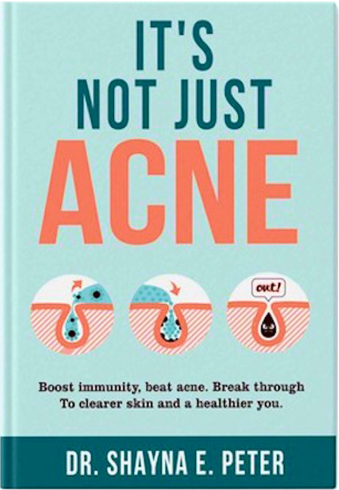 IT'S
NOT JUST
ACNE
out!
Boost immunity, beat acne. Break through
To clearer skin and a healthier you.
DR. SHAYNA E. PETER